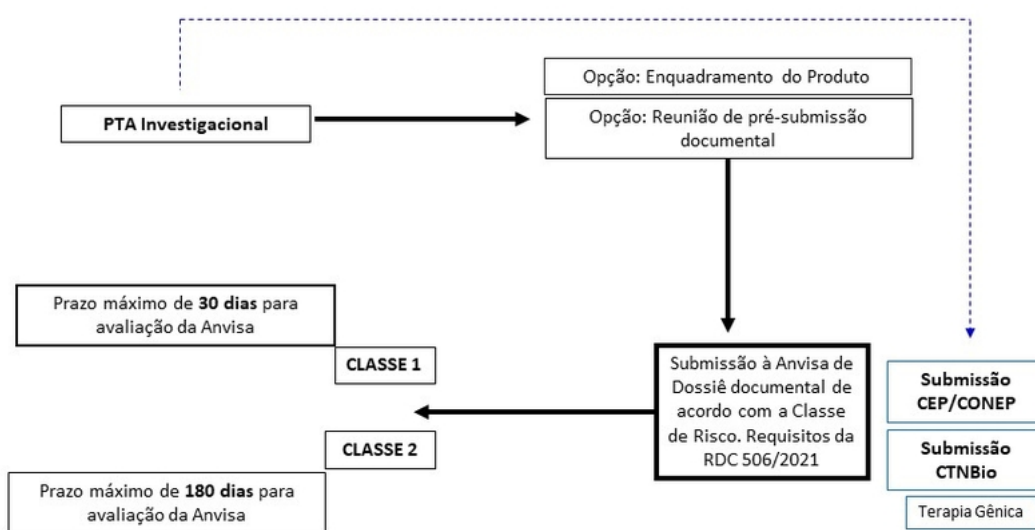 Opção: Enquadramento do Produto
PTA Investigacional
Opção: Reunião de pré-submissão
documental
Prazo máximo de 30 dias para
avaliação da Anvisa
CLASSE 1
Submissão à Anvisa de
Dossiê documental de
acordo com a Classe
de Risco. Requisitos da
RDC 506/2021
Submissão
CEP/CONEP
CLASSE 2
Submissão
CTNBio
Prazo máximo de 180 dias para
avaliação da Anvisa
Terapia Gênica